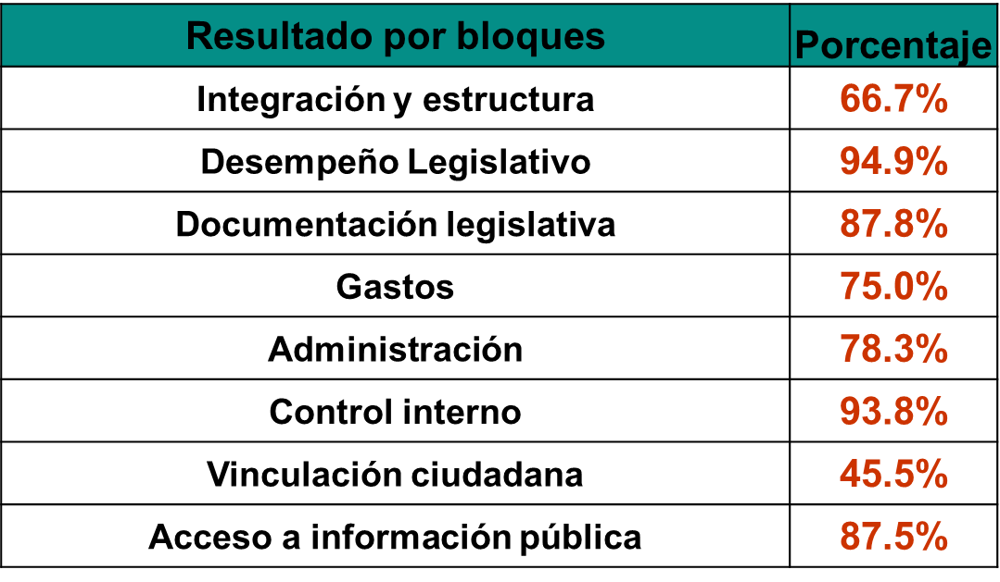 Resultado por bloques Porcentaje
Integración y estructura 66.7%
Desempeño Legislativo 94.9%
Documentación legislativa 87.8%
Gastos 75.0%
Administración 78.3%
Control interno 93.8%
Vinculación ciudadana 45.5%
Acceso a información pública 87.5%